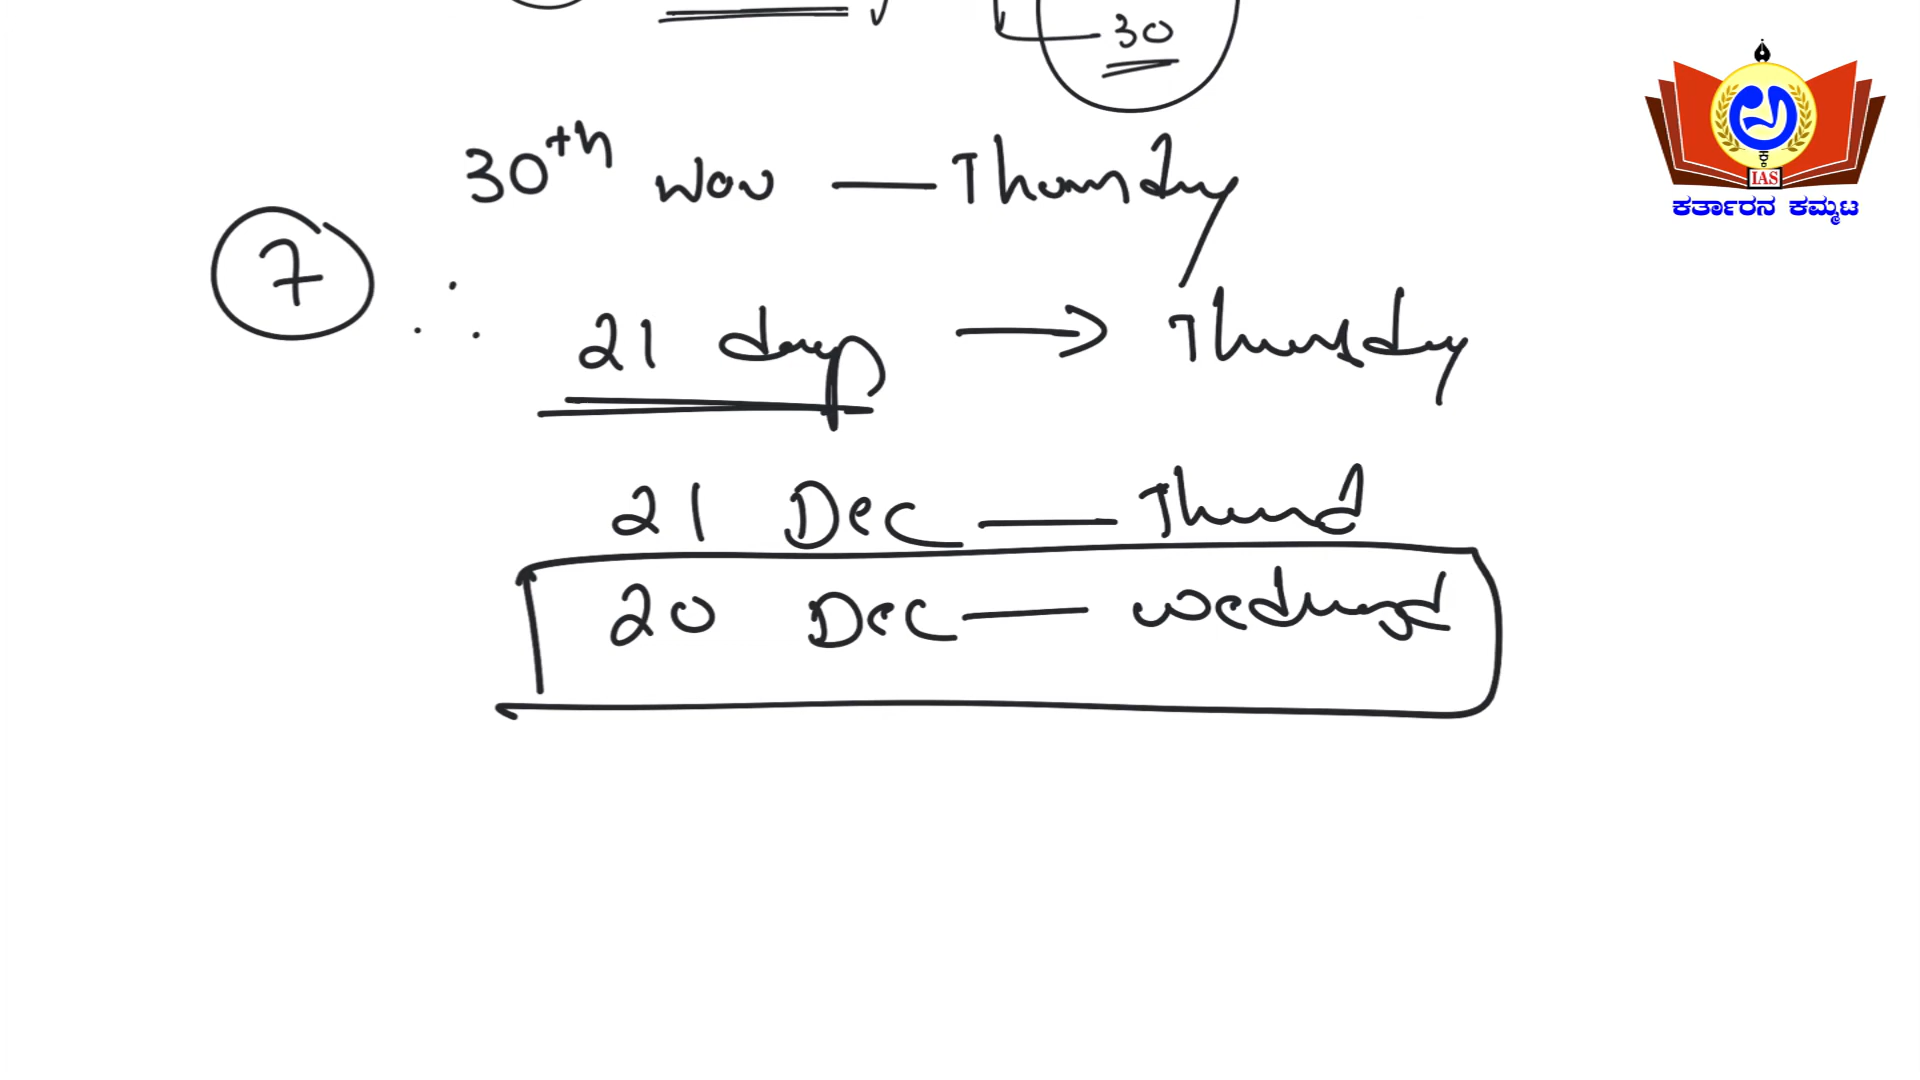 30
30th Nov — Thursday
7
∴ 21 days → Thursday
21 Dec — Thursd
20 Dec — Wednesd
IAS
ಕರ್ತಾರನ ಕಮ್ಮಟ